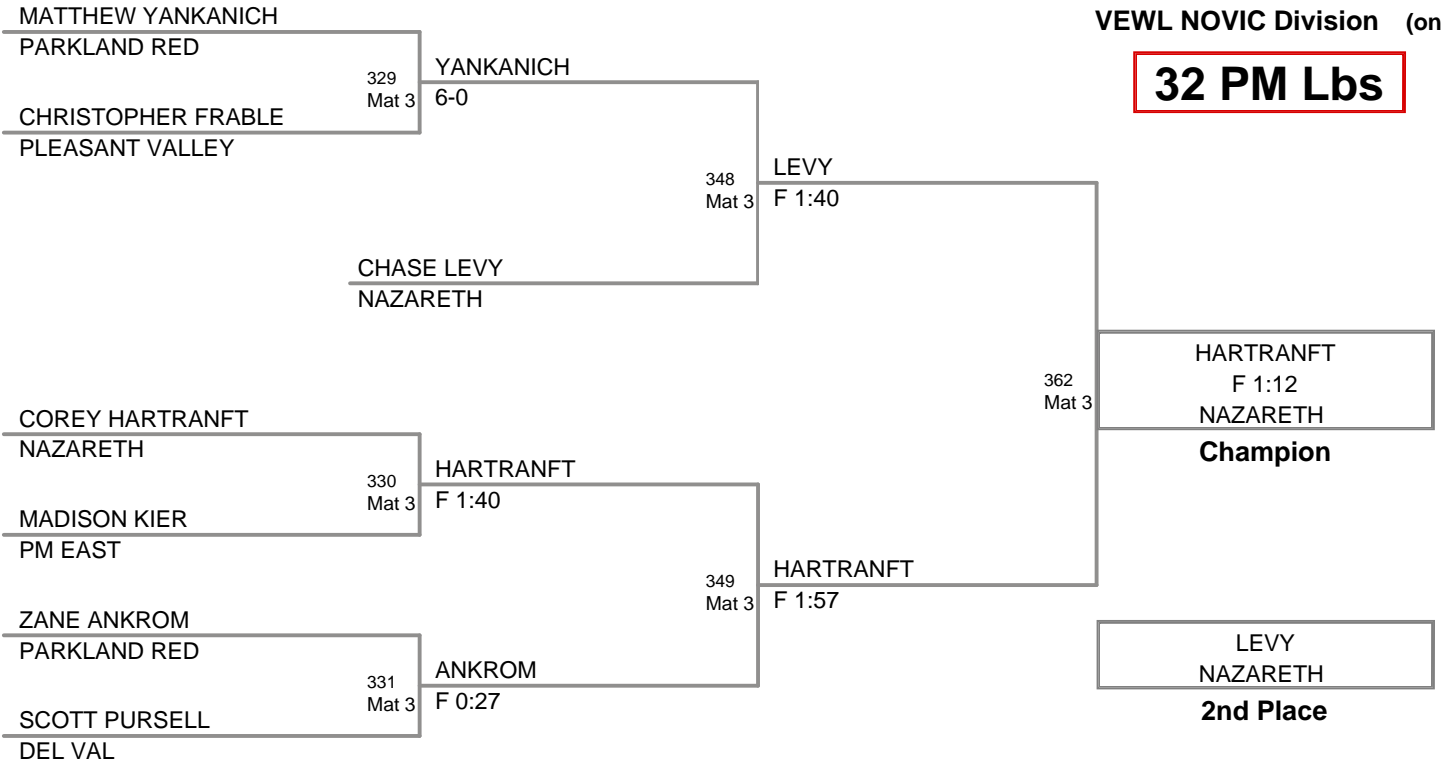 MATTHEW YANKANICH
PARKLAND RED
329
Mat 3
YANKANICH
6-0
CHRISTOPHER FRABLE
PLEASANT VALLEY
VEWL NOVIC Division (on
32 PM Lbs
348
Mat 3
LEVY
F 1:40
CHASE LEVY
NAZARETH
362
Mat 3
HARTRANFT
F 1:12
NAZARETH
Champion
COREY HARTRANFT
NAZARETH
330
Mat 3
HARTRANFT
F 1:40
MADISON KIER
PM EAST
349
Mat 3
HARTRANFT
F 1:57
ZANE ANKROM
PARKLAND RED
331
Mat 3
ANKROM
F 0:27
SCOTT PURSELL
DEL VAL
LEVY
NAZARETH
2nd Place